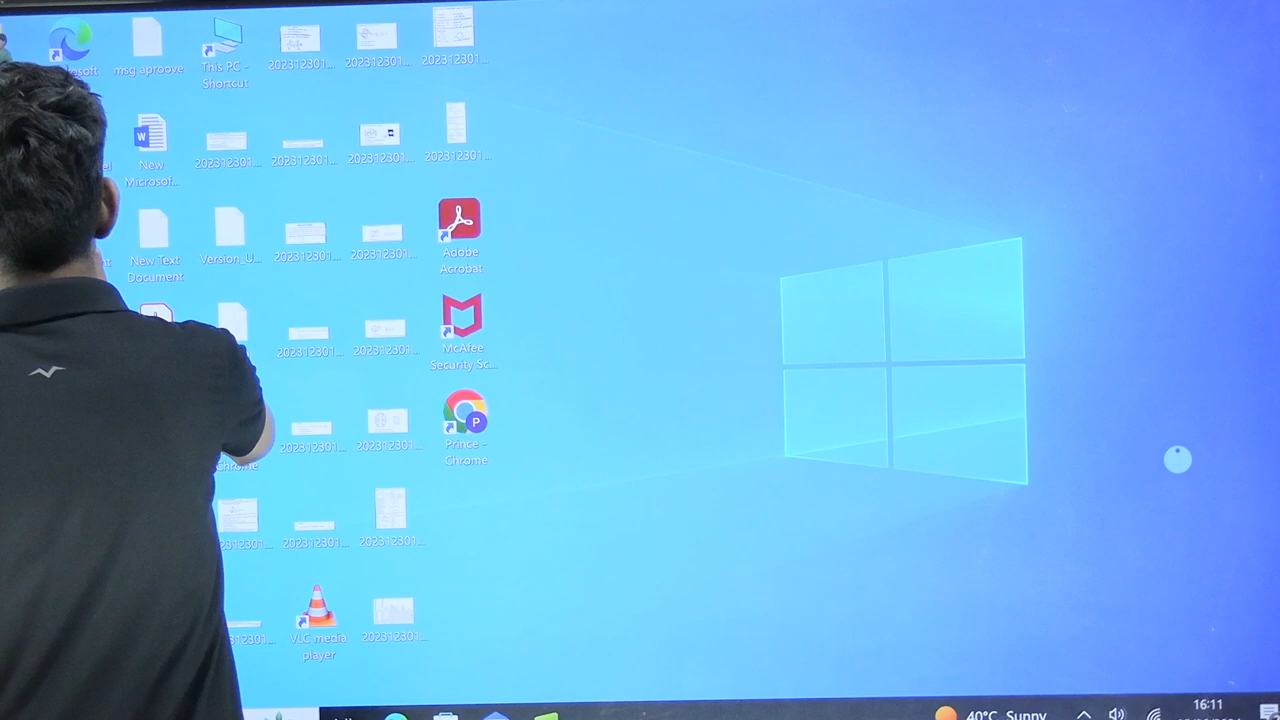 msg aproove
This PC -
Shortcut
202312301...
202312301...
202312301...
New
Microsof...
202312301...
202312301...
202312301...
202312301...
New Text
Document
Version_U...
202312301...
202312301...
Adobe
Acrobat
202312301...
202312301...
McAfee
Security Sc...
Chrome
202312301...
202312301...
Prince -
Chrome
202312301...
202312301...
VLC media
player
202312301...
40°C Sunny
16:11